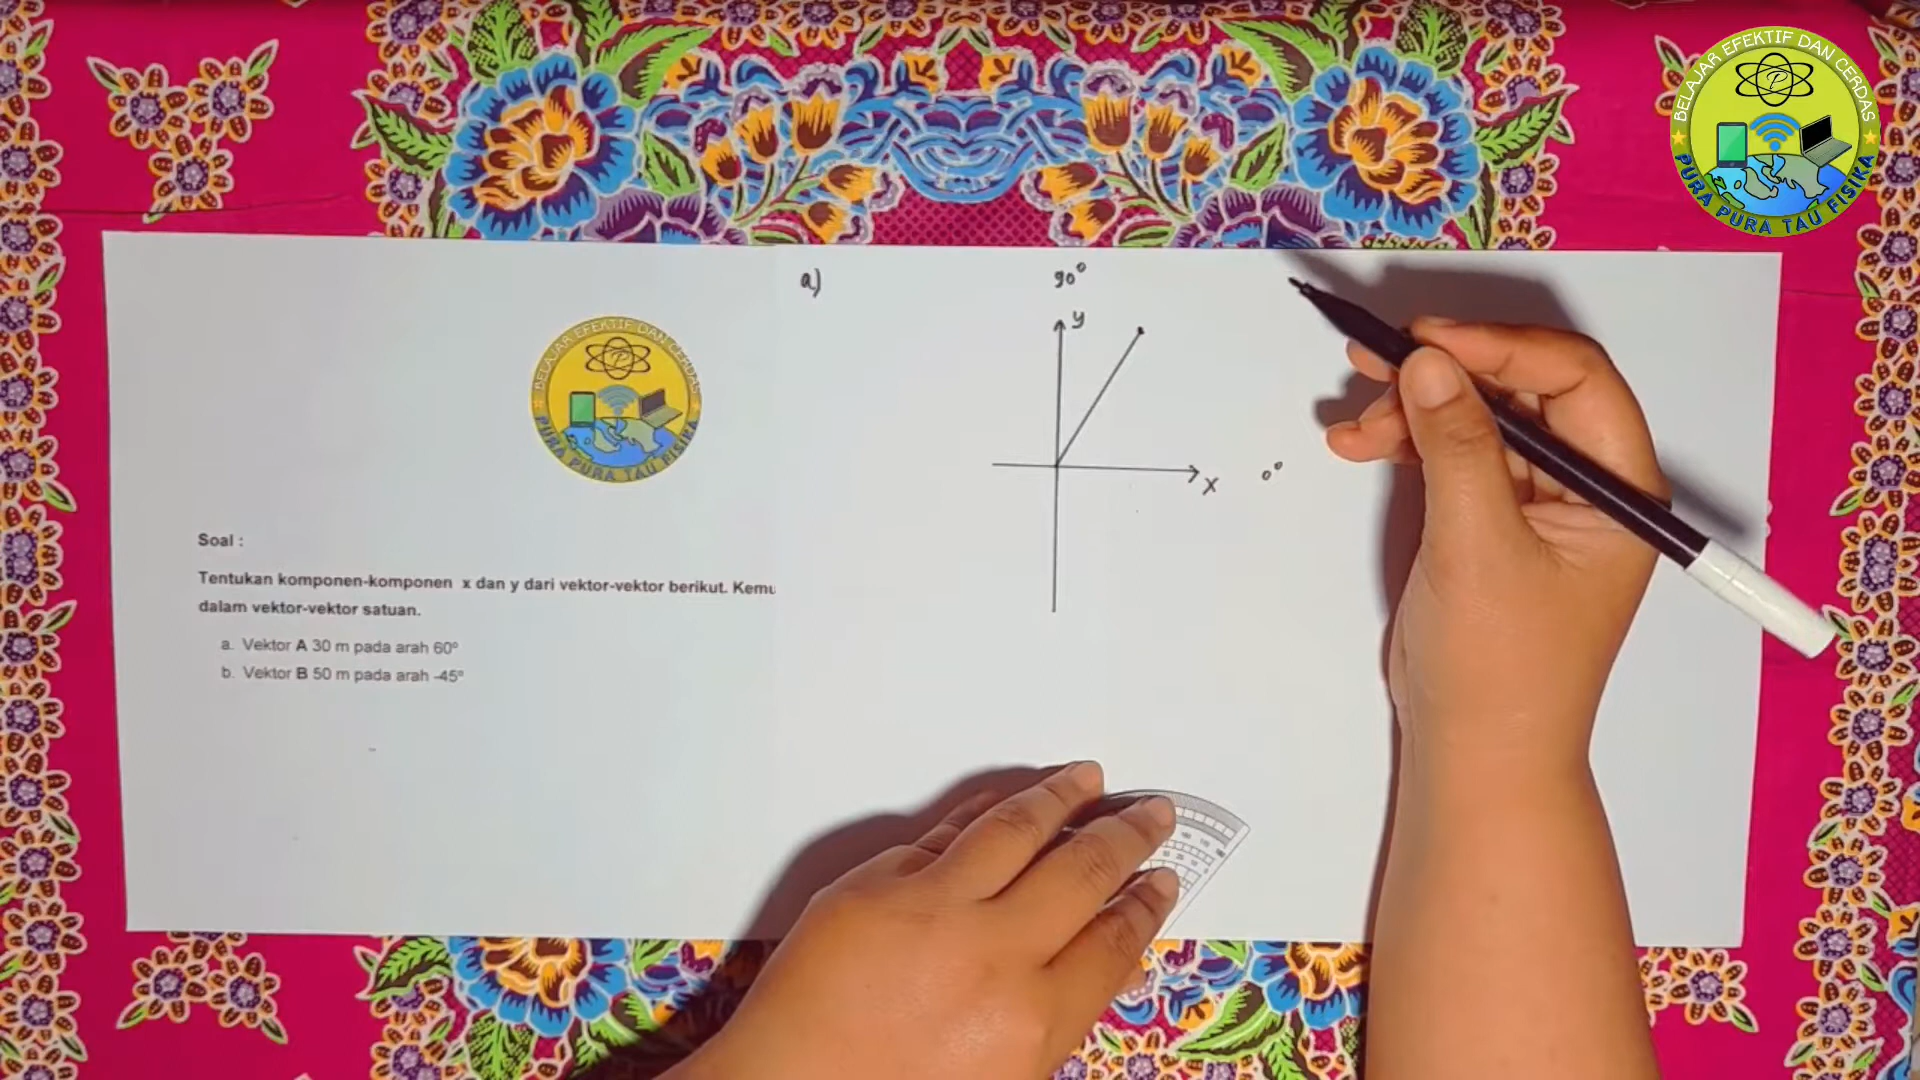 BELAJAR EFEKTIF DAN CERDAS
PURA PURA TAU FISIKA
a)
90°
y
x
0°
BELAJAR EFEKTIF DAN CERDAS
PURA PURA TAU FISIKA
Soal :
Tentukan komponen-komponen x dan y dari vektor-vektor berikut. Kemu
dalam vektor-vektor satuan.
a. Vektor A 30 m pada arah 60°
b. Vektor B 50 m pada arah -45°